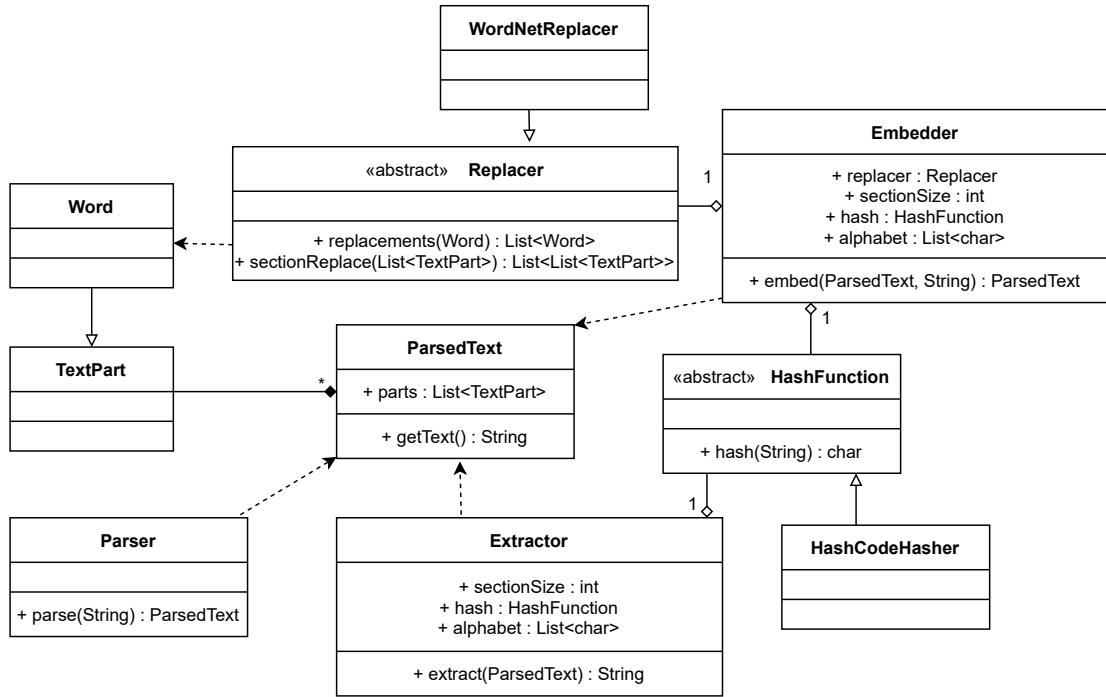 WordNetReplacer
Embedder
+ replacer : Replacer
+ sectionSize : int
+ hash : HashFunction
+ alphabet : List<char>
+ embed(ParsedText, String) : ParsedText
1
«abstract» Replacer
+ replacements(Word) : List<Word>
+ sectionReplace(List<TextPart>) : List<List<TextPart>>
Word
1
TextPart
*
ParsedText
+ parts : List<TextPart>
+ getText() : String
«abstract» HashFunction
+ hash(String) : char
1
Parser
+ parse(String) : ParsedText
Extractor
+ sectionSize : int
+ hash : HashFunction
+ alphabet : List<char>
+ extract(ParsedText) : String
HashCodeHasher